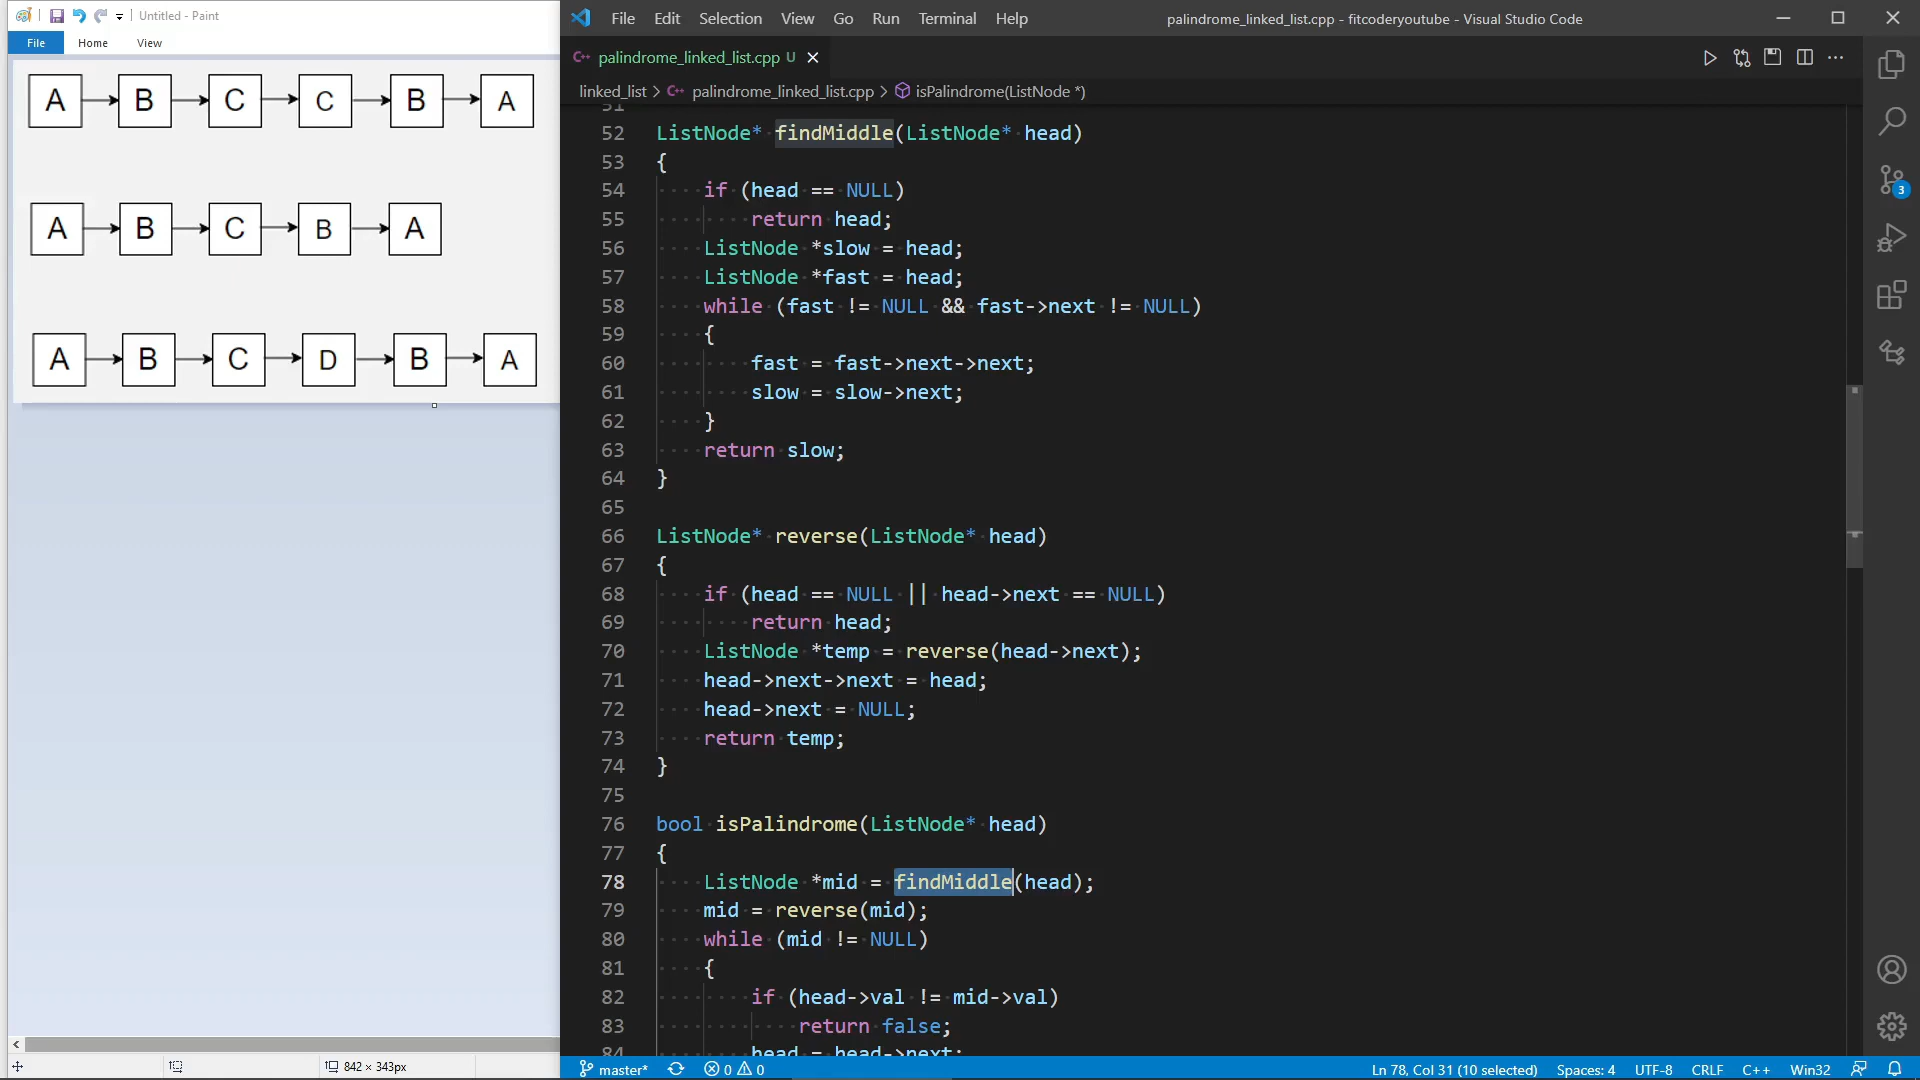 Untitled - Paint
File Home View
A B C C B A
A B C B A
A B C D B A
842 × 343px
File Edit Selection View Go Run Terminal Help
palindrome_linked_list.cpp - fitcoderyoutube - Visual Studio Code
palindrome_linked_list.cpp U
linked_list > palindrome_linked_list.cpp > isPalindrome(ListNode *)
51
52 ListNode* findMiddle(ListNode* head)
53 {
54 if (head == NULL)
55 return head;
56 ListNode *slow = head;
57 ListNode *fast = head;
58 while (fast != NULL && fast->next != NULL)
59 {
60 fast = fast->next->next;
61 slow = slow->next;
62 }
63 return slow;
64 }
65
66 ListNode* reverse(ListNode* head)
67 {
68 if (head == NULL || head->next == NULL)
69 return head;
70 ListNode *temp = reverse(head->next);
71 head->next->next = head;
72 head->next = NULL;
73 return temp;
74 }
75
76 bool isPalindrome(ListNode* head)
77 {
78 ListNode *mid = findMiddle(head);
79 mid = reverse(mid);
80 while (mid != NULL)
81 {
82 if (head->val != mid->val)
83 return false;
84 head = head->next;
3
master* 0 0
Ln 78, Col 31 (10 selected) Spaces: 4 UTF-8 CRLF C++ Win32